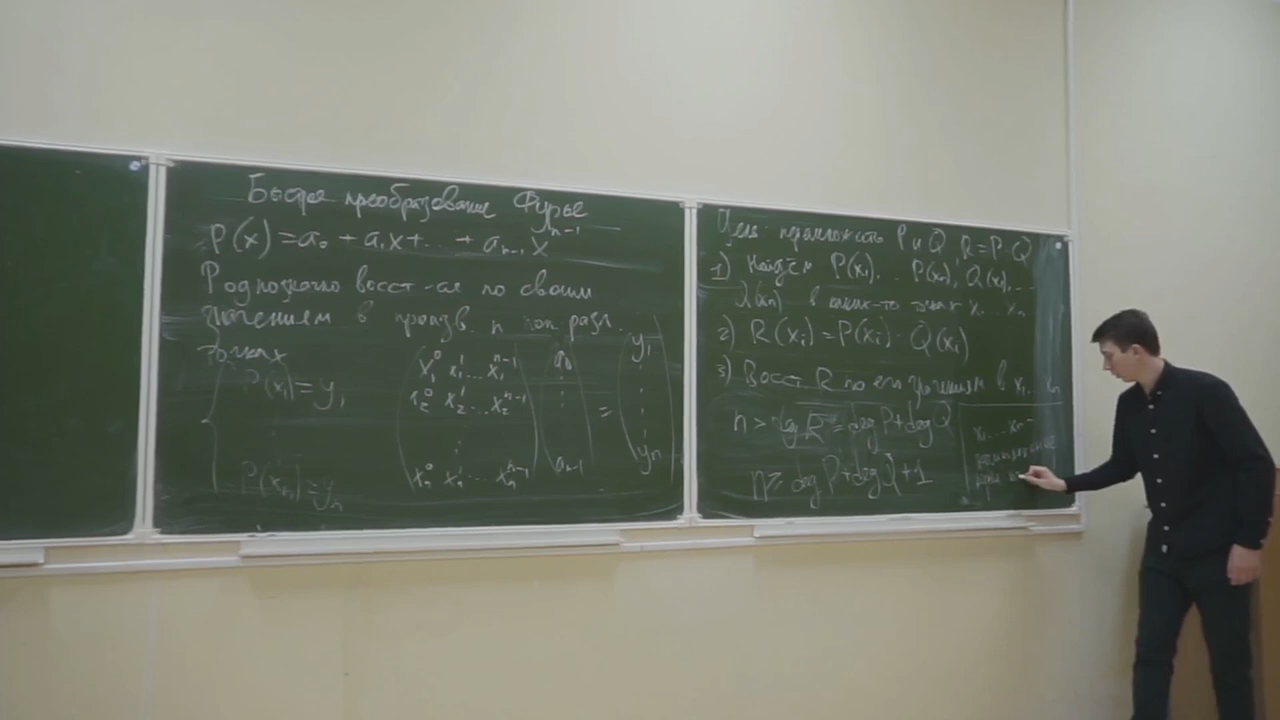 Быстрое преобразование Фурье
P(x) = a₀ + a₁x + ... + aₙ₋₁ xⁿ⁻¹
P однозначно восст-ся по своим
значениям в произв. n поп разл.
точках
P(x₁) = y₁
⋮
P(xₙ) = yₙ
x₁⁰ x₁¹ ... x₁ⁿ⁻¹
x₂⁰ x₂¹ ... x₂ⁿ⁻¹
⋮
xₙ⁰ xₙ¹ ... xₙⁿ⁻¹
a₀
⋮
aₙ₋₁
=
y₁
⋮
yₙ
Цель: перемножить P и Q, R = P·Q
1) Найдём P(x₁), .. P(xₙ), Q(x₁), ...
Q(xₙ) в каких-то точках x₁ ... xₙ
2) R(xᵢ) = P(xᵢ) · Q(xᵢ)
3) Восст R по его значениям в x₁ ... xₙ
n > deg R = deg P + deg Q
n ≥ deg P + deg Q + 1
x₁ ... xₙ -